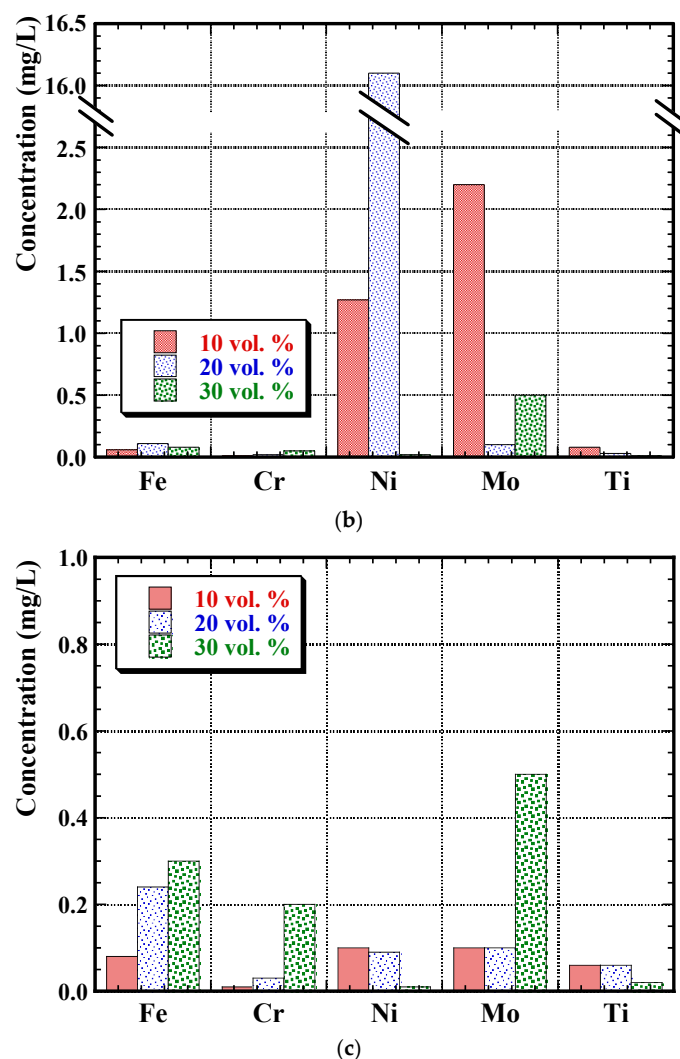 16.5
16.0
2.5
2.0
1.5
1.0
0.5
0.0
Concentration (mg/L)
10 vol. %
20 vol. %
30 vol. %
Fe Cr Ni Mo Ti
(b)
1.0
0.8
0.6
0.4
0.2
0.0
Concentration (mg/L)
10 vol. %
20 vol. %
30 vol. %
Fe Cr Ni Mo Ti
(c)